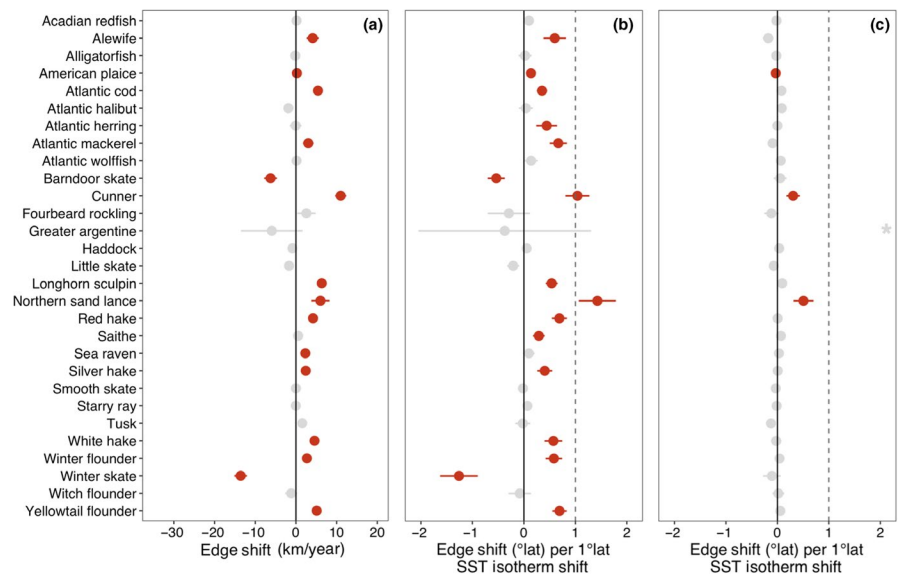 (a)
(b)
(c)
Acadian redfish
Alewife
Alligatorfish
American plaice
Atlantic cod
Atlantic halibut
Atlantic herring
Atlantic mackerel
Atlantic wolffish
Barndoor skate
Cunner
Fourbeard rockling
Greater argentine
*
Haddock
Little skate
Longhorn sculpin
Northern sand lance
Red hake
Saithe
Sea raven
Silver hake
Smooth skate
Starry ray
Tusk
White hake
Winter flounder
Winter skate
Witch flounder
Yellowtail flounder
−30 −20 −10 0 10 20
Edge shift (km/year)
−2 −1 0 1 2
Edge shift (°lat) per 1°lat
SST isotherm shift
−2 −1 0 1 2
Edge shift (°lat) per 1°lat
SST isotherm shift